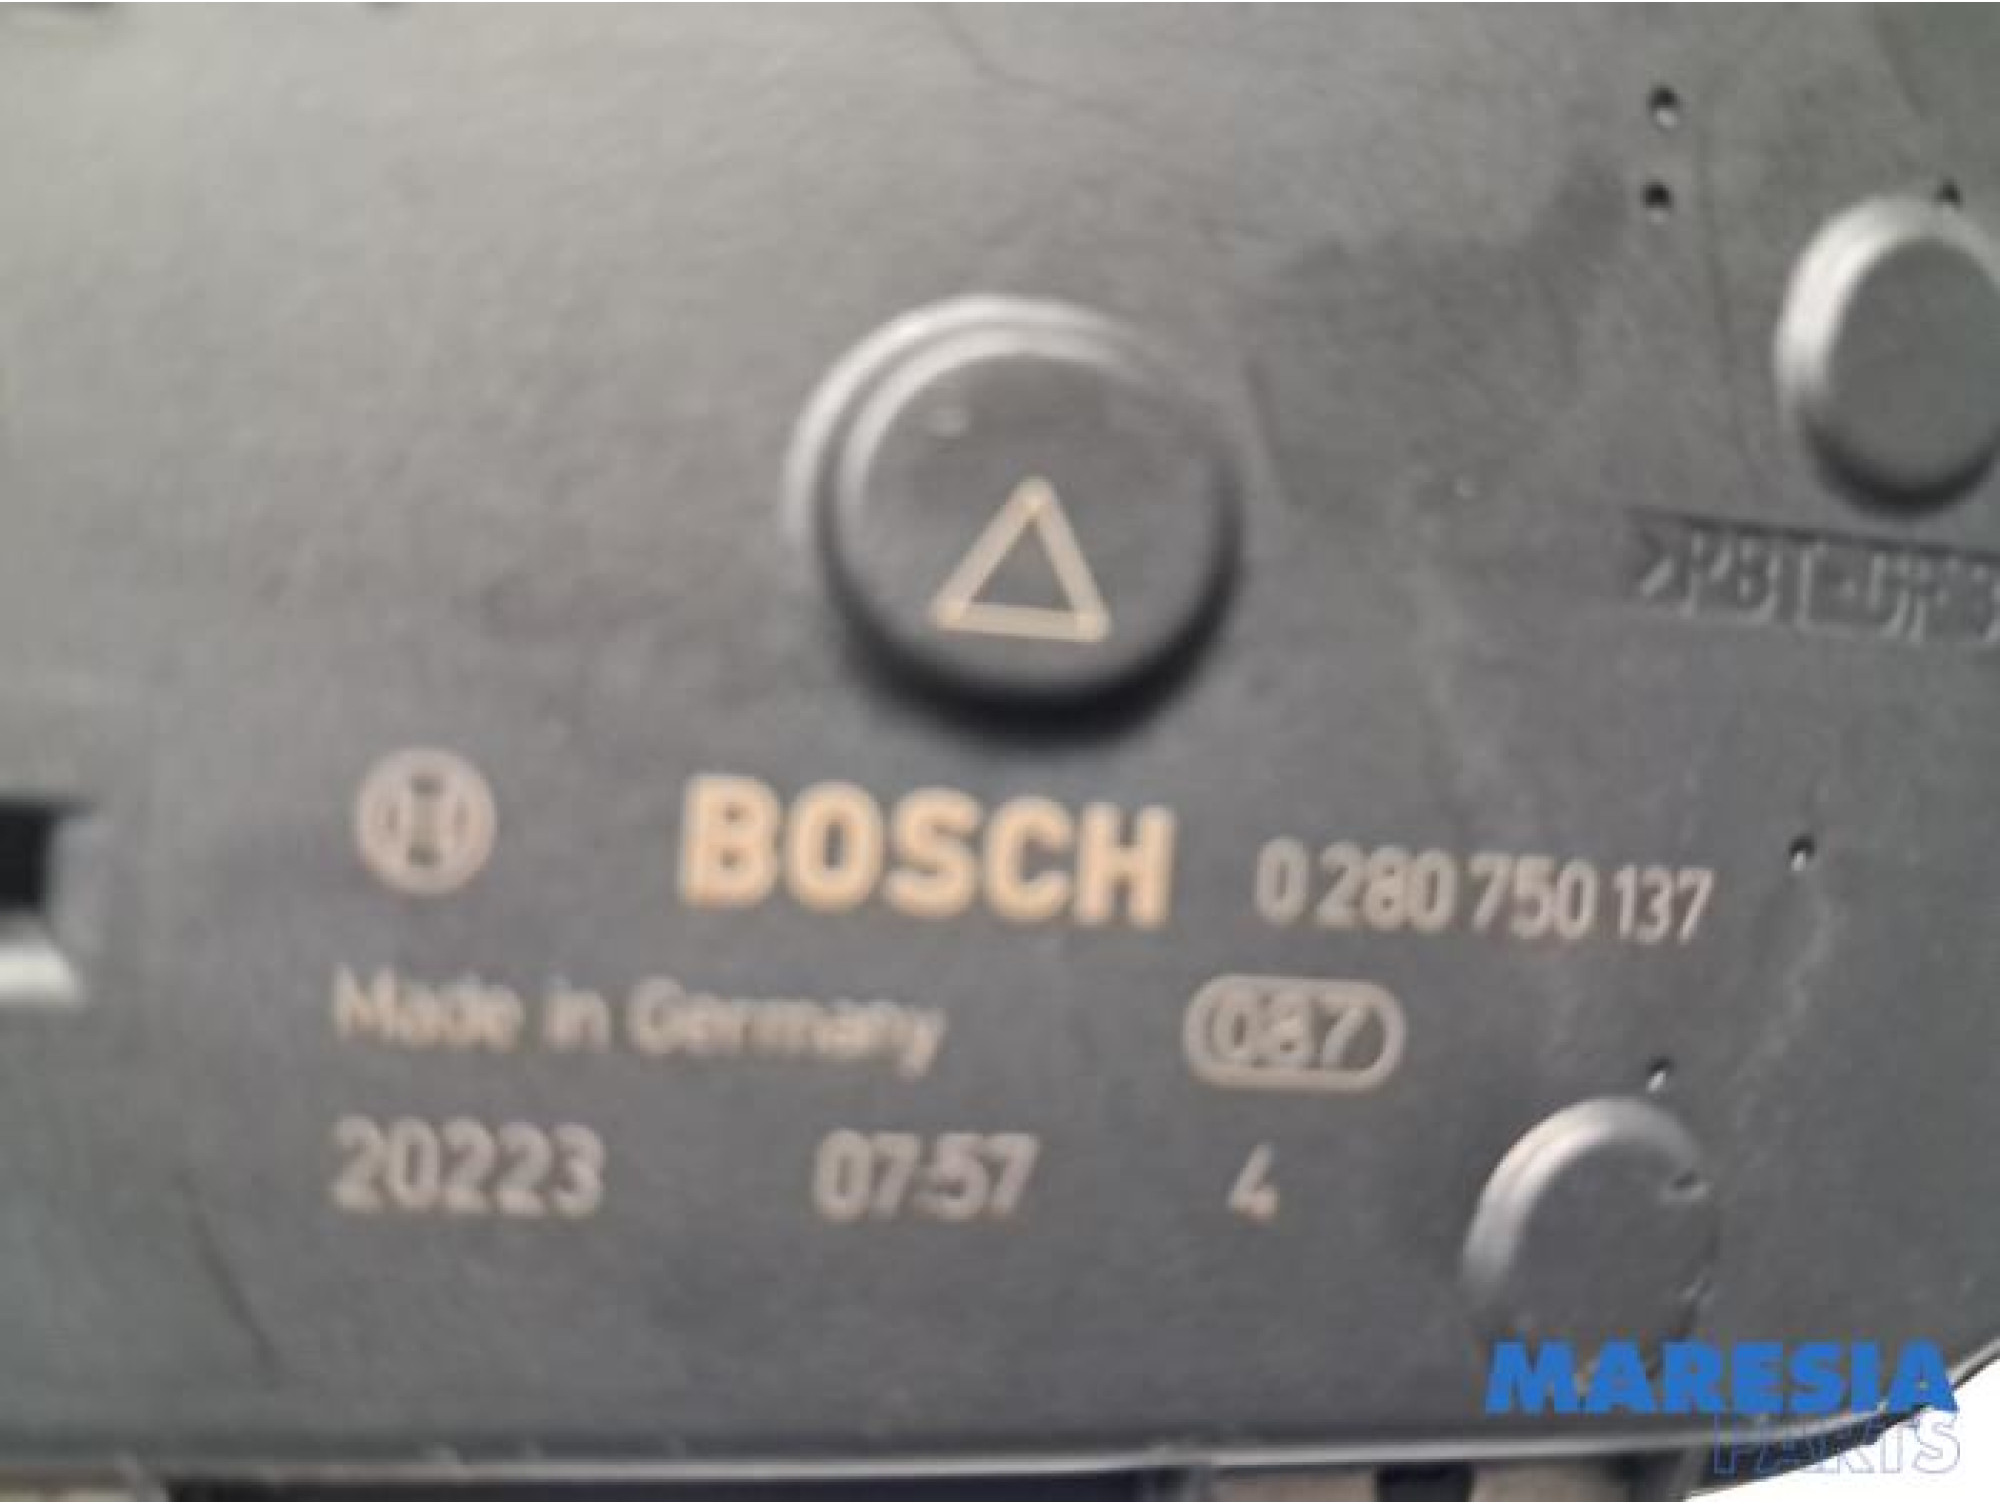 BOSCH 0 280 750 137
Made in Germany 087
20223 07:57 4
MARESIA
PARTS